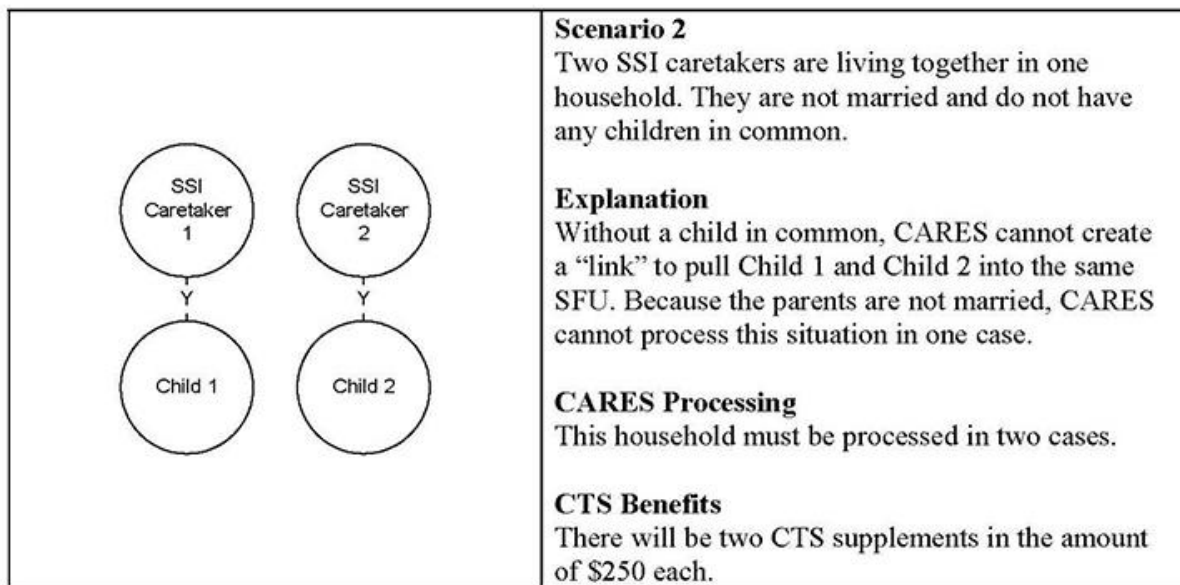 SSI
Caretaker
1
SSI
Caretaker
2
Y
Y
Child 1
Child 2
Scenario 2
Two SSI caretakers are living together in one
household. They are not married and do not have
any children in common.
Explanation
Without a child in common, CARES cannot create
a “link” to pull Child 1 and Child 2 into the same
SFU. Because the parents are not married, CARES
cannot process this situation in one case.
CARES Processing
This household must be processed in two cases.
CTS Benefits
There will be two CTS supplements in the amount
of $250 each.